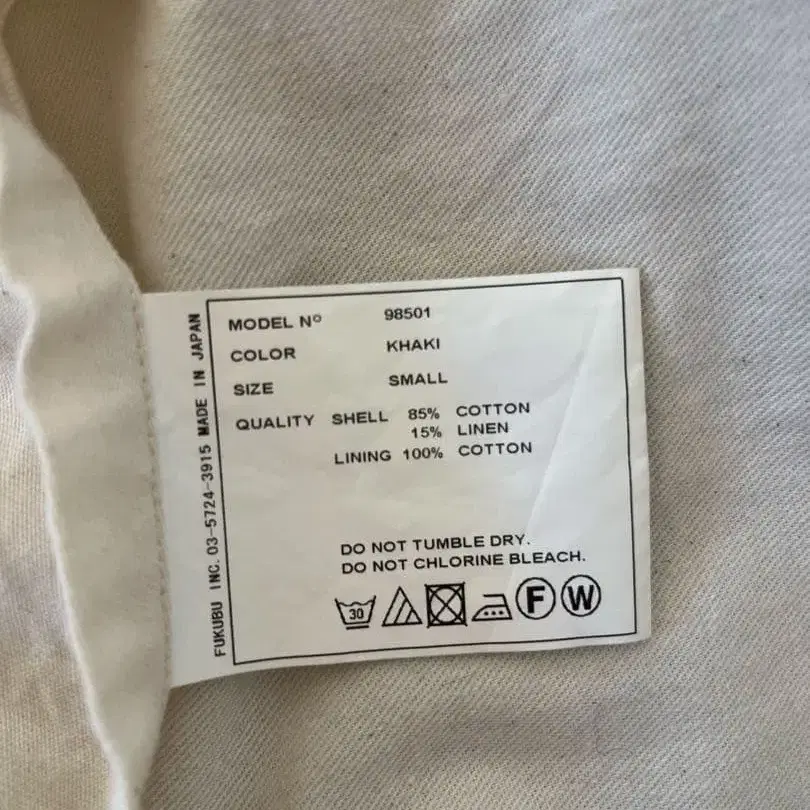 MODEL Nº 98501
COLOR KHAKI
SIZE SMALL
QUALITY SHELL 85% COTTON
15% LINEN
LINING 100% COTTON
DO NOT TUMBLE DRY.
DO NOT CHLORINE BLEACH.
30 F W
FUKUBU INC. 03-5724-3915 MADE IN JAPAN